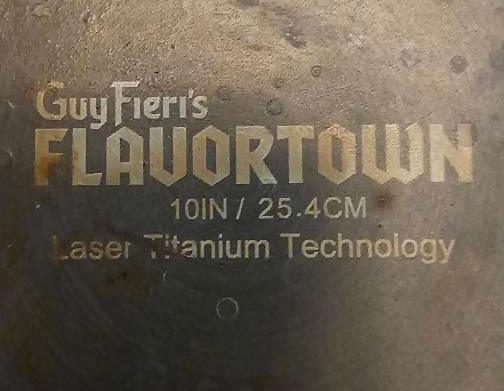 Guy Fieri's
FLAVORTOWN
10IN / 25.4CM
Laser Titanium Technology